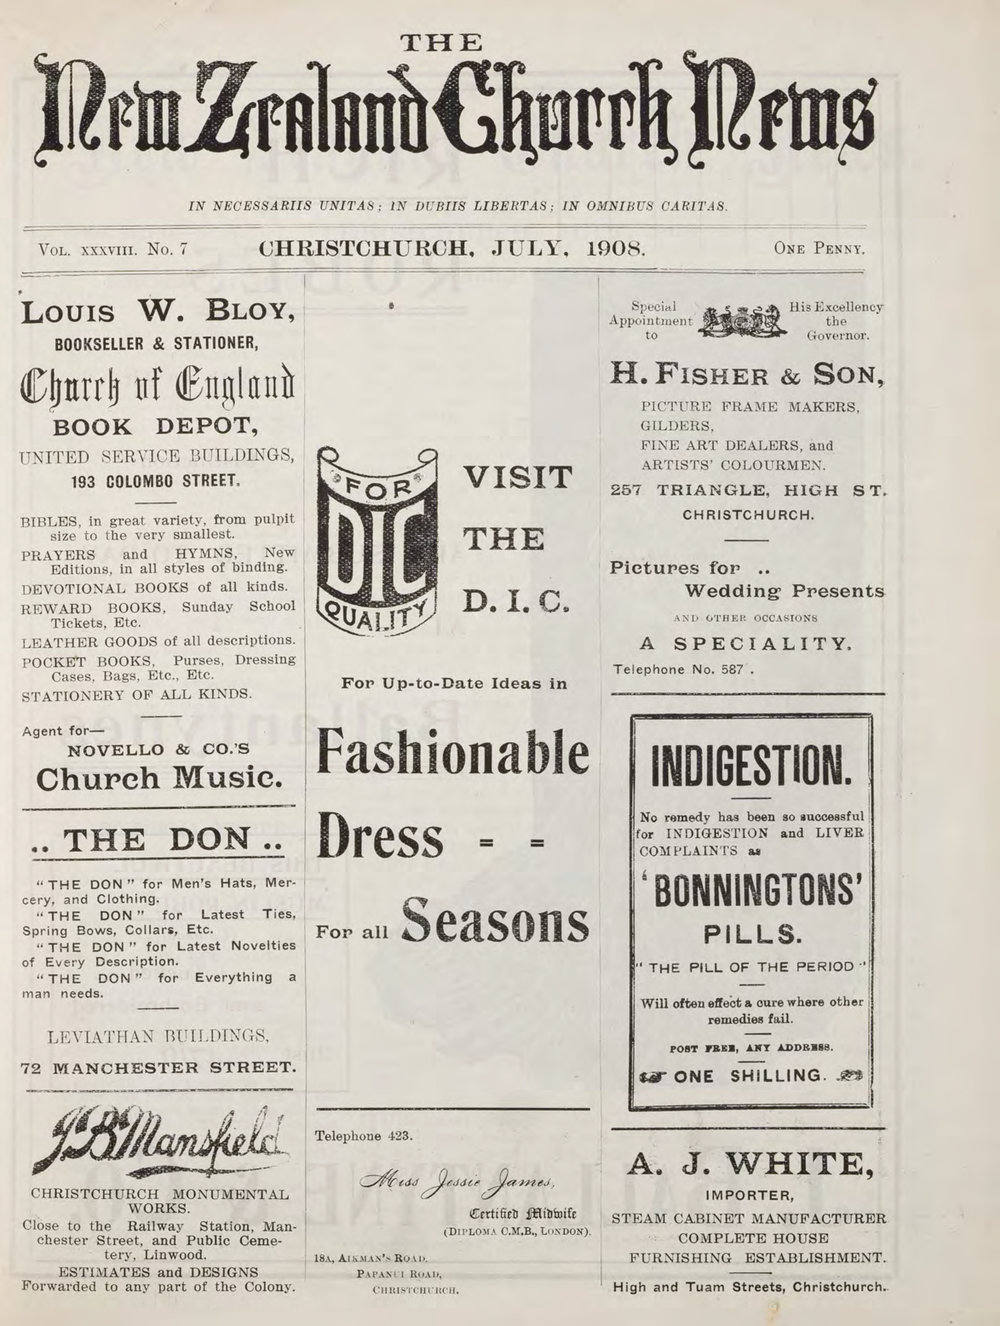 THE
New Zealand Church News
IN NECESSARIIS UNITAS; IN DUBIIS LIBERTAS; IN OMNIBUS CARITAS.
VOL. XXXVIII. No. 7
CHRISTCHURCH, JULY, 1908.
ONE PENNY.
LOUIS W. BLOY,
BOOKSELLER & STATIONER,
Church of England
BOOK DEPOT,
UNITED SERVICE BUILDINGS,
193 COLOMBO STREET.
BIBLES, in great variety, from pulpit
size to the very smallest.
PRAYERS and HYMNS, New
Editions, in all styles of binding.
DEVOTIONAL BOOKS of all kinds.
REWARD BOOKS, Sunday School
Tickets, Etc.
LEATHER GOODS of all descriptions.
POCKET BOOKS, Purses, Dressing
Cases, Bags, Etc., Etc.
STATIONERY OF ALL KINDS.
Agent for—
NOVELLO & CO.'S
Church Music.
.. THE DON ..
"THE DON" for Men's Hats, Mer-
cery, and Clothing.
"THE DON" for Latest Ties,
Spring Bows, Collars, Etc.
"THE DON" for Latest Novelties
of Every Description.
"THE DON" for Everything a
man needs.
LEVIATHAN BUILDINGS,
72 MANCHESTER STREET.
J.B. Mansfield
CHRISTCHURCH MONUMENTAL
WORKS.
Close to the Railway Station, Man-
chester Street, and Public Ceme-
tery, Linwood.
ESTIMATES and DESIGNS
Forwarded to any part of the Colony.
FOR
DIC
QUALITY
VISIT
THE
D. I. C.
For Up-to-Date Ideas in
Fashionable
Dress = =
For all Seasons
Telephone 423.
Miss Jessie James,
Certified Midwife
(DIPLOMA C.M.B., LONDON).
18A, AIKMAN'S ROAD,
PAPANUI ROAD,
CHRISTCHURCH.
Special
Appointment
to
His Excellency
the
Governor.
H. FISHER & SON,
PICTURE FRAME MAKERS,
GILDERS,
FINE ART DEALERS, and
ARTISTS' COLOURMEN.
257 TRIANGLE, HIGH ST.
CHRISTCHURCH.
Pictures for ..
Wedding Presents
AND OTHER OCCASIONS
A SPECIALITY.
Telephone No. 587 .
INDIGESTION.
No remedy has been so successful
for INDIGESTION and LIVER
COMPLAINTS as
'BONNINGTONS'
PILLS.
"THE PILL OF THE PERIOD"
Will often effect a cure where other
remedies fail.
POST FREE, ANY ADDRESS.
ONE SHILLING.
A. J. WHITE,
IMPORTER,
STEAM CABINET MANUFACTURER
COMPLETE HOUSE
FURNISHING ESTABLISHMENT.
High and Tuam Streets, Christchurch.